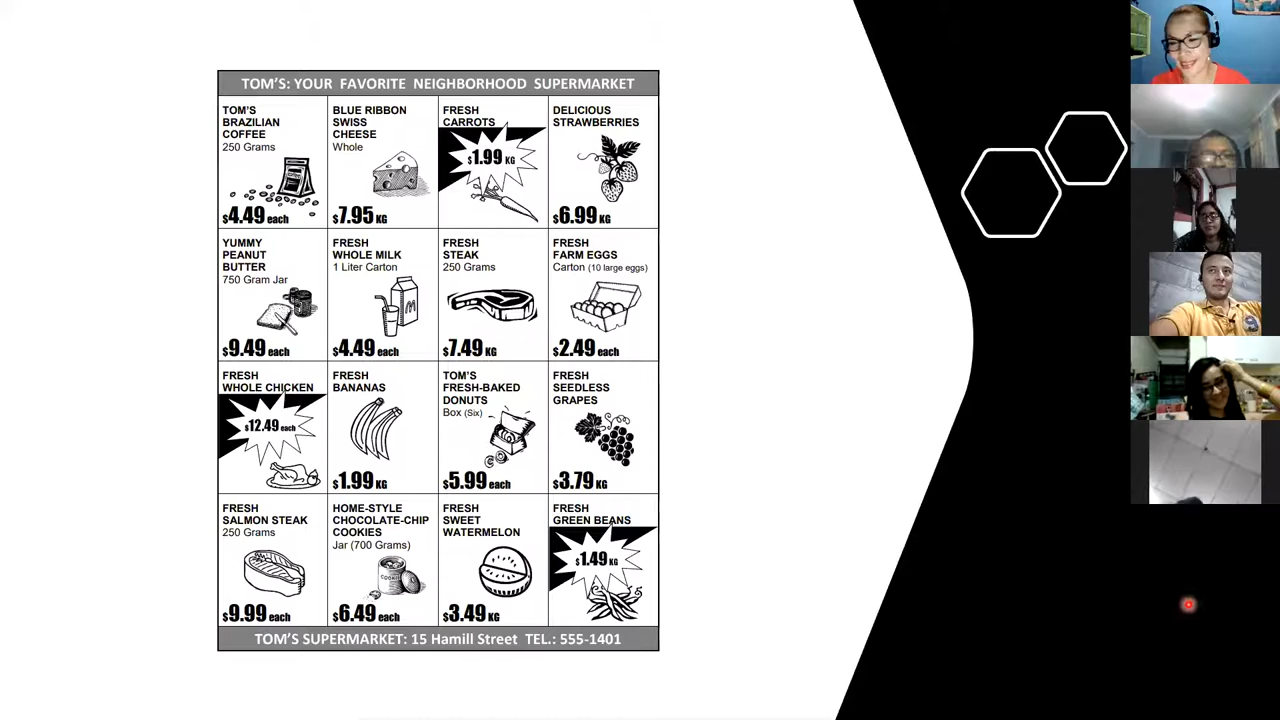 TOM'S: YOUR FAVORITE NEIGHBORHOOD SUPERMARKET
TOM'S
BRAZILIAN
COFFEE
250 Grams
$4.49 each
BLUE RIBBON
SWISS
CHEESE
Whole
$7.95 KG
FRESH
CARROTS
$1.99 KG
DELICIOUS
STRAWBERRIES
$6.99 KG
YUMMY
PEANUT
BUTTER
750 Gram Jar
$9.49 each
FRESH
WHOLE MILK
1 Liter Carton
$4.49 each
FRESH
STEAK
250 Grams
$7.49 KG
FRESH
FARM EGGS
Carton (10 large eggs)
$2.49 each
FRESH
WHOLE CHICKEN
$12.49 each
FRESH
BANANAS
$1.99 KG
TOM'S
FRESH-BAKED
DONUTS
Box (Six)
$5.99 each
FRESH
SEEDLESS
GRAPES
$3.79 KG
FRESH
SALMON STEAK
250 Grams
$9.99 each
HOME-STYLE
CHOCOLATE-CHIP
COOKIES
Jar (700 Grams)
$6.49 each
FRESH
SWEET
WATERMELON
$3.49 KG
FRESH
GREEN BEANS
$1.49 KG
TOM'S SUPERMARKET: 15 Hamill Street TEL.: 555-1401